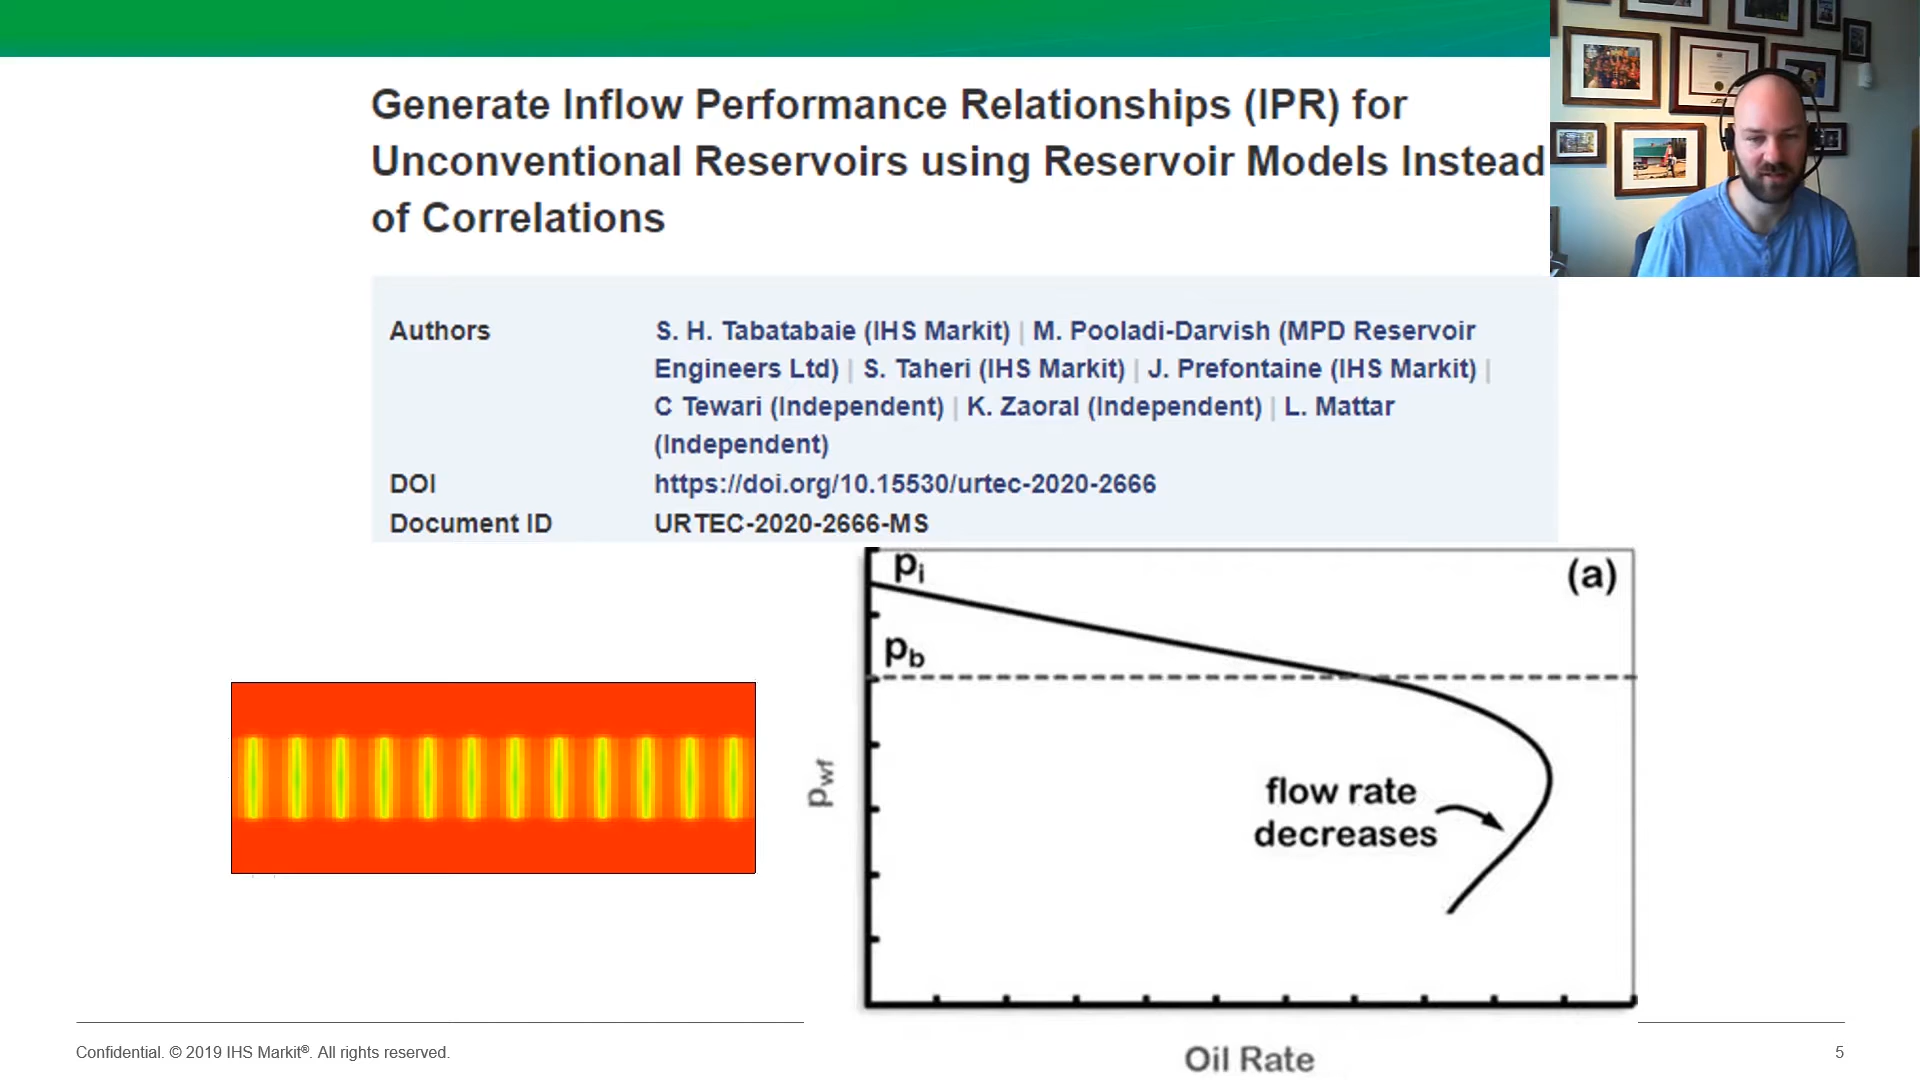 Generate Inflow Performance Relationships (IPR) for
Unconventional Reservoirs using Reservoir Models Instead
of Correlations
Authors
S. H. Tabatabaie (IHS Markit) | M. Pooladi-Darvish (MPD Reservoir
Engineers Ltd) | S. Taheri (IHS Markit) | J. Prefontaine (IHS Markit) |
C Tewari (Independent) | K. Zaoral (Independent) | L. Mattar
(Independent)
DOI
https://doi.org/10.15530/urtec-2020-2666
Document ID
URTEC-2020-2666-MS
pi
(a)
pb
pwf
flow rate
decreases
Oil Rate
Confidential. © 2019 IHS Markit®. All rights reserved.
5